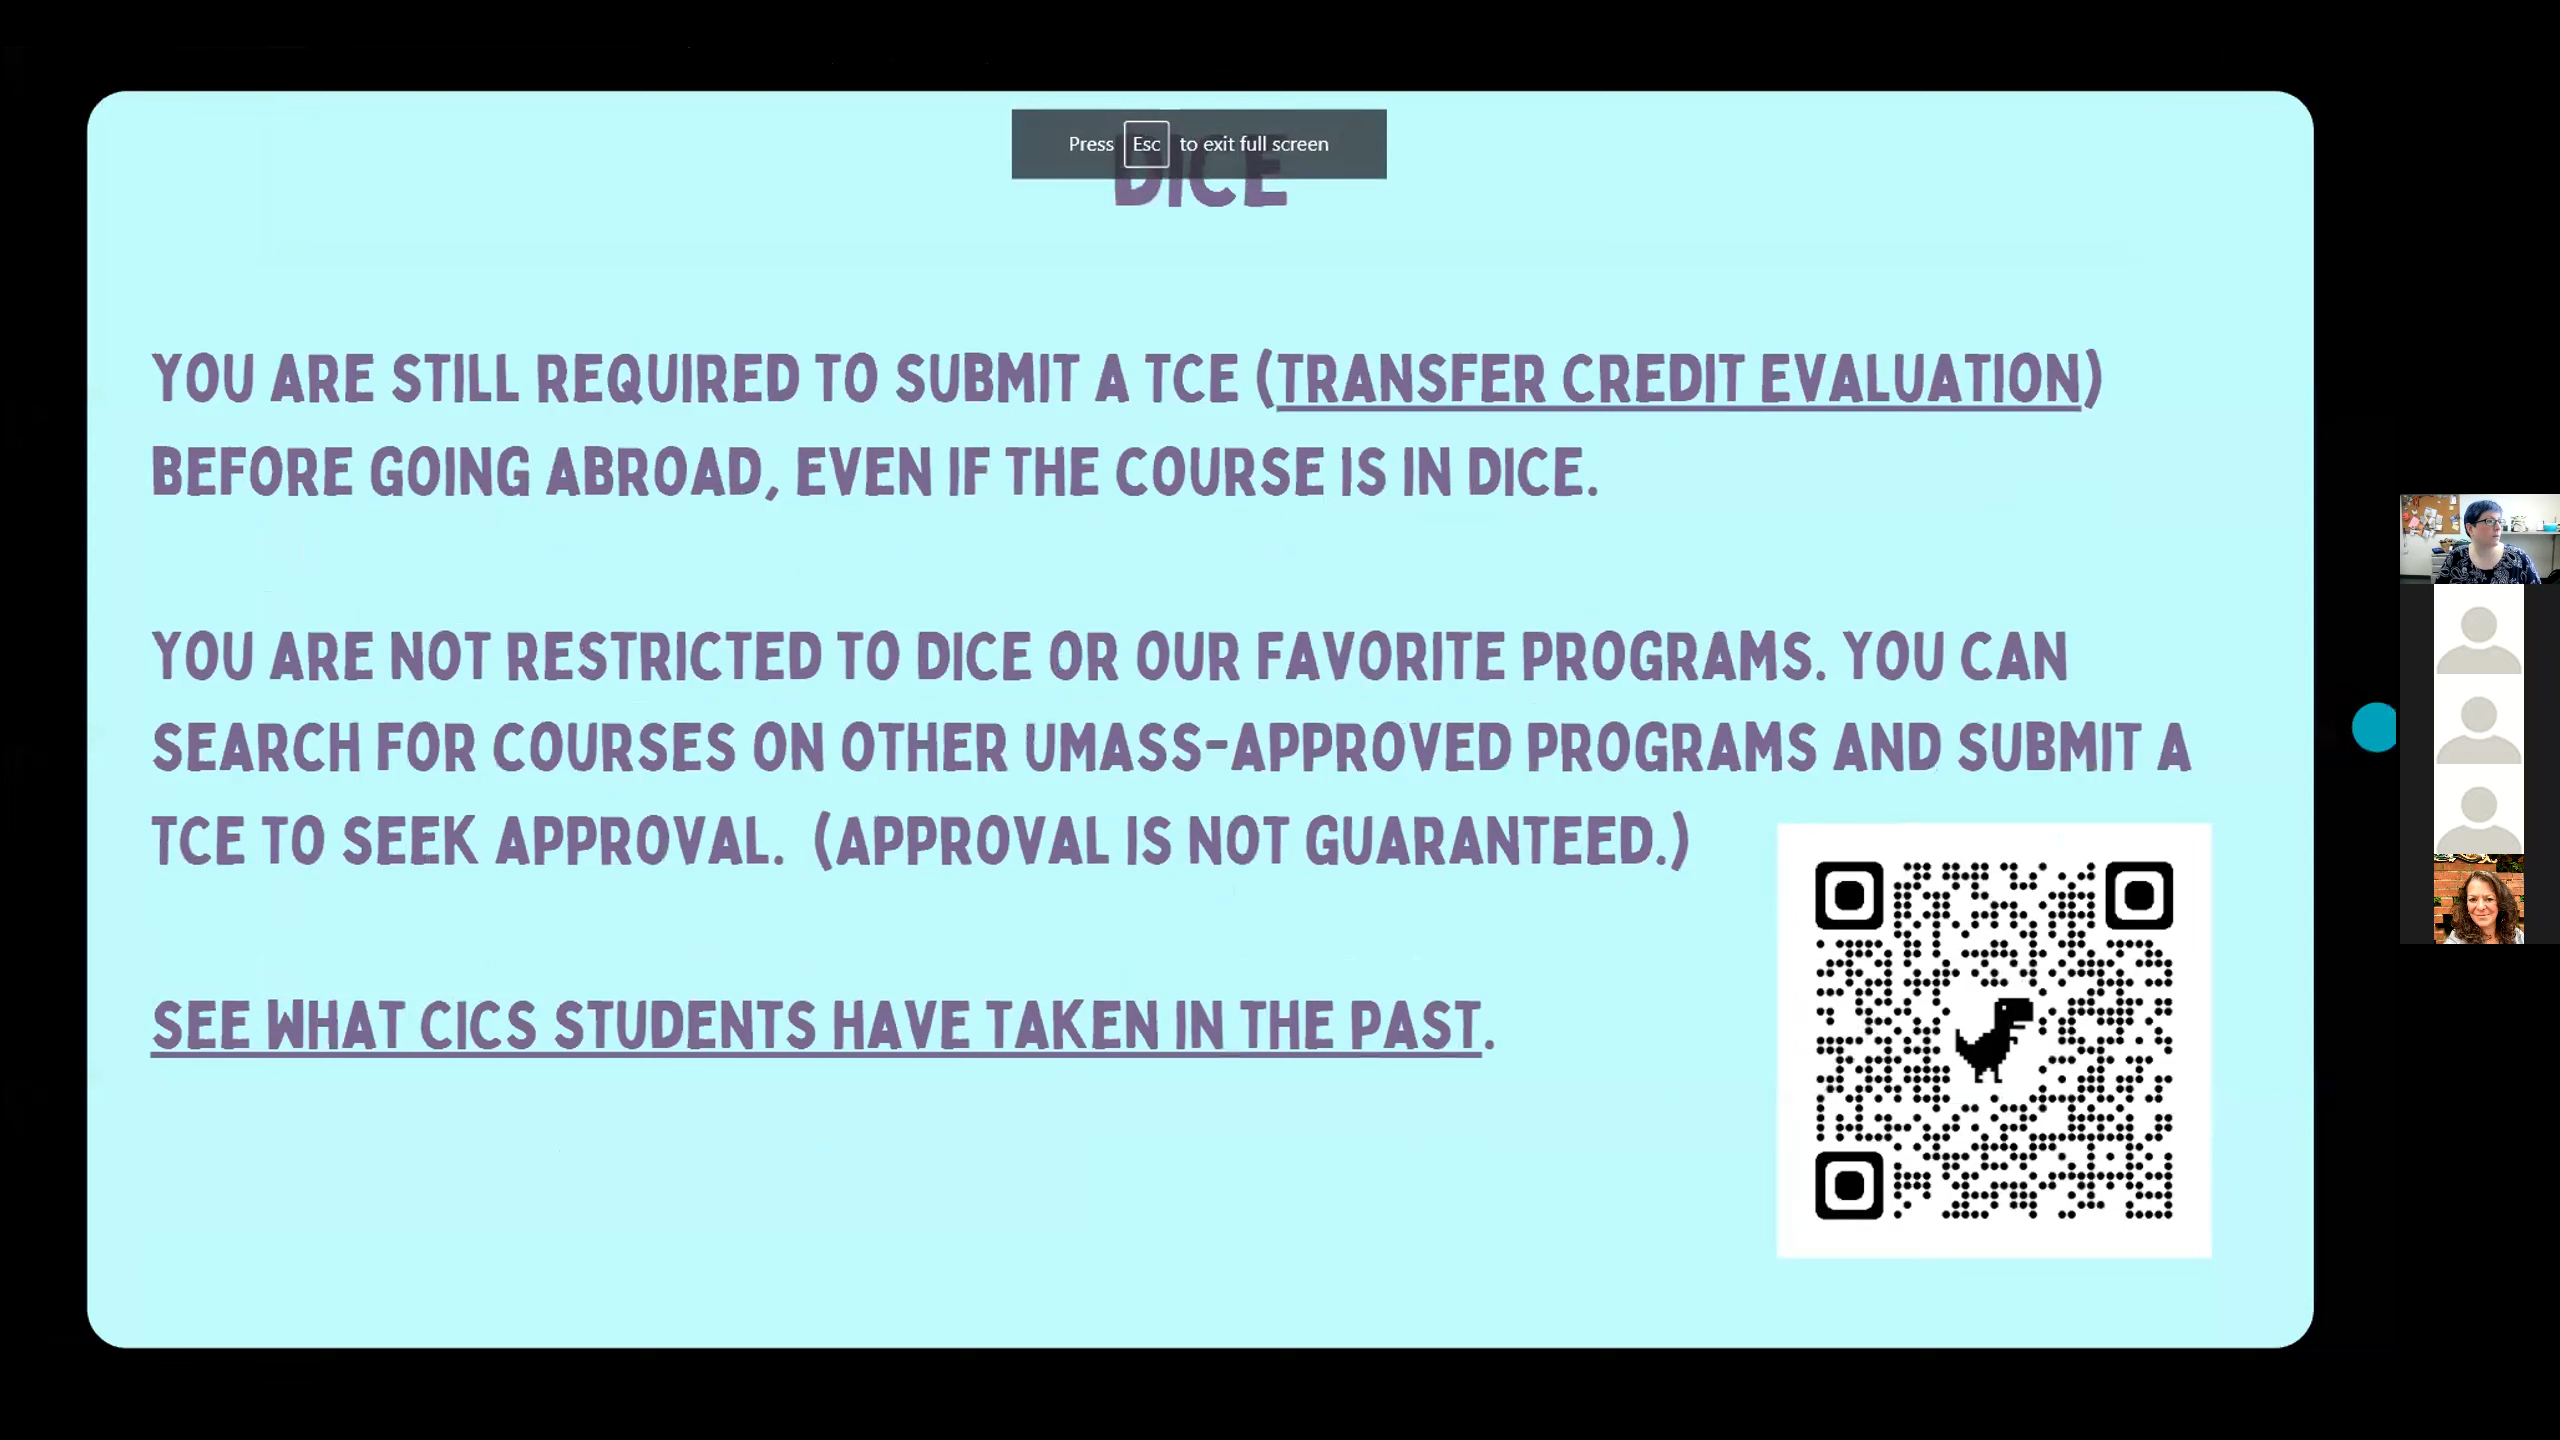 Press Esc to exit full screen
DICE
YOU ARE STILL REQUIRED TO SUBMIT A TCE (TRANSFER CREDIT EVALUATION)
BEFORE GOING ABROAD, EVEN IF THE COURSE IS IN DICE.
YOU ARE NOT RESTRICTED TO DICE OR OUR FAVORITE PROGRAMS. YOU CAN
SEARCH FOR COURSES ON OTHER UMASS-APPROVED PROGRAMS AND SUBMIT A
TCE TO SEEK APPROVAL. (APPROVAL IS NOT GUARANTEED.)
SEE WHAT CICS STUDENTS HAVE TAKEN IN THE PAST.